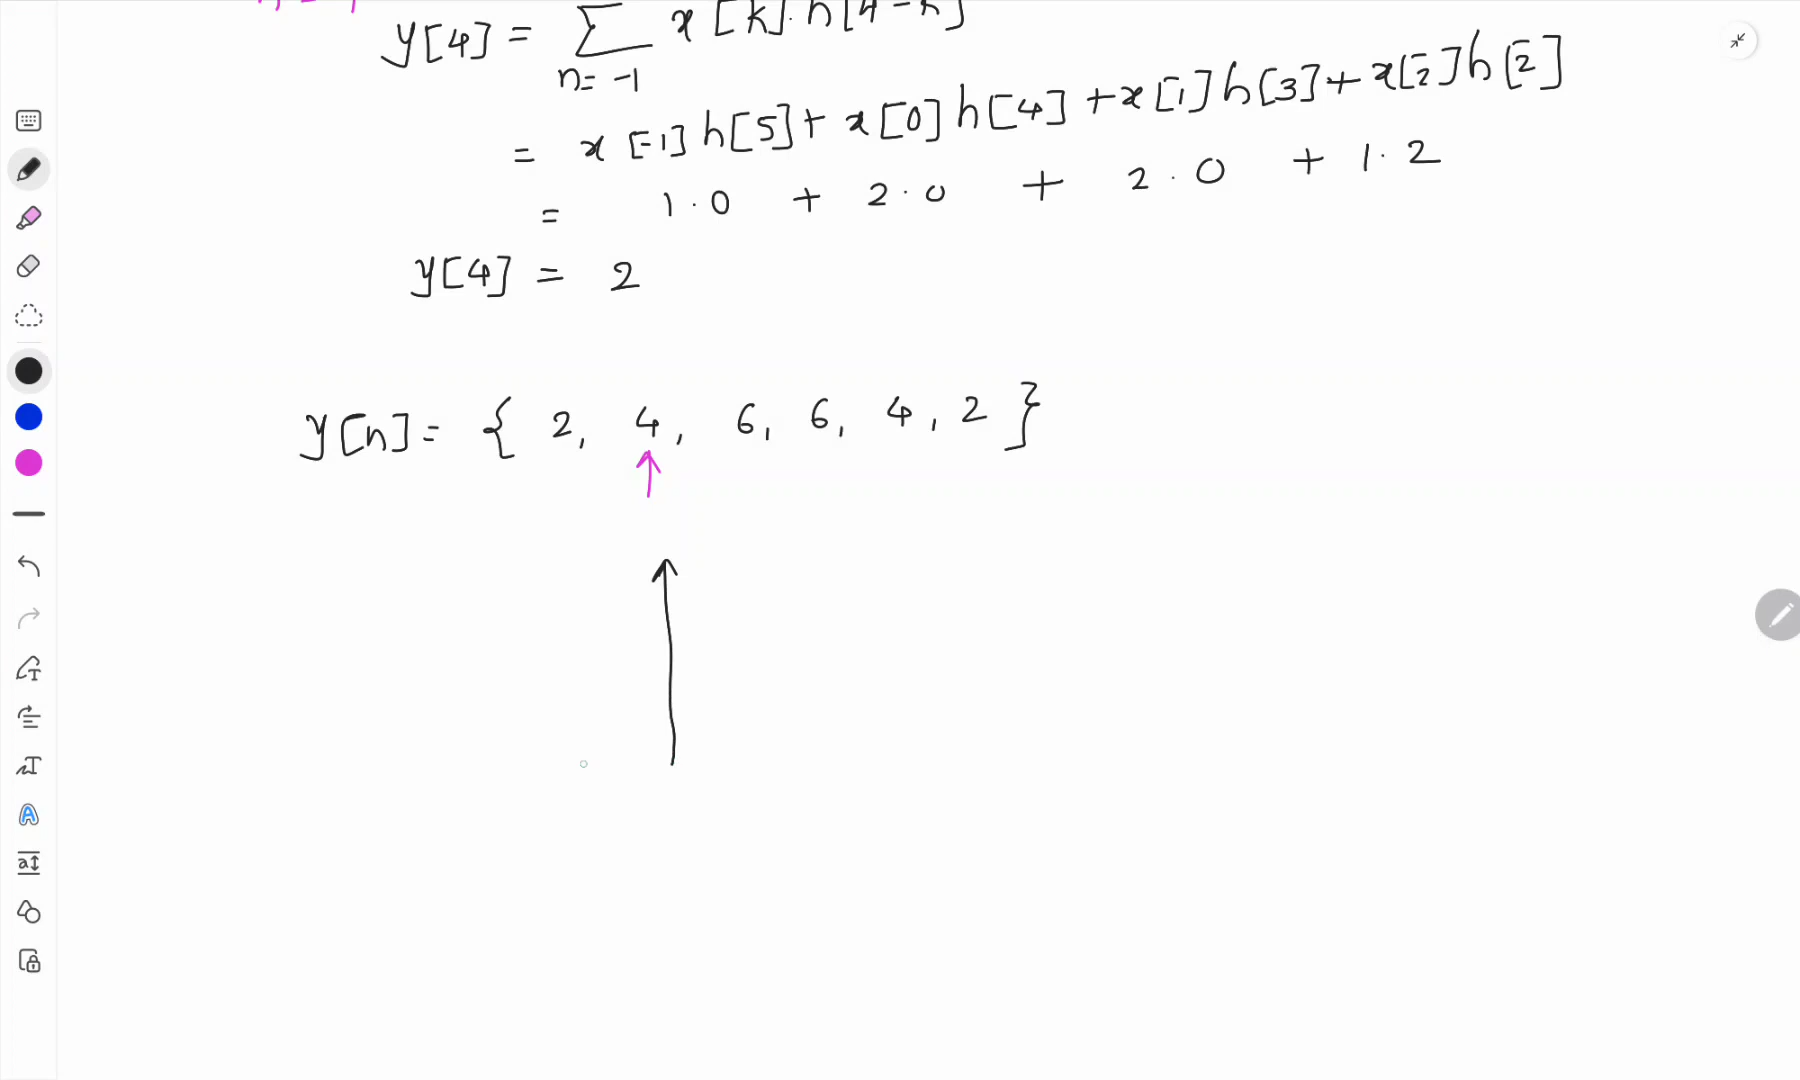 y[4] = ∑ x[k]·h[4-k]
n= -1
= x[-1]h[5]+ x[0]h[4] +x[1]h[3]+x[2]h[2]
= 1·0 + 2·0 + 2·0 + 1·2
y[4] = 2
y[n]= { 2, 4, 6, 6, 4, 2 }